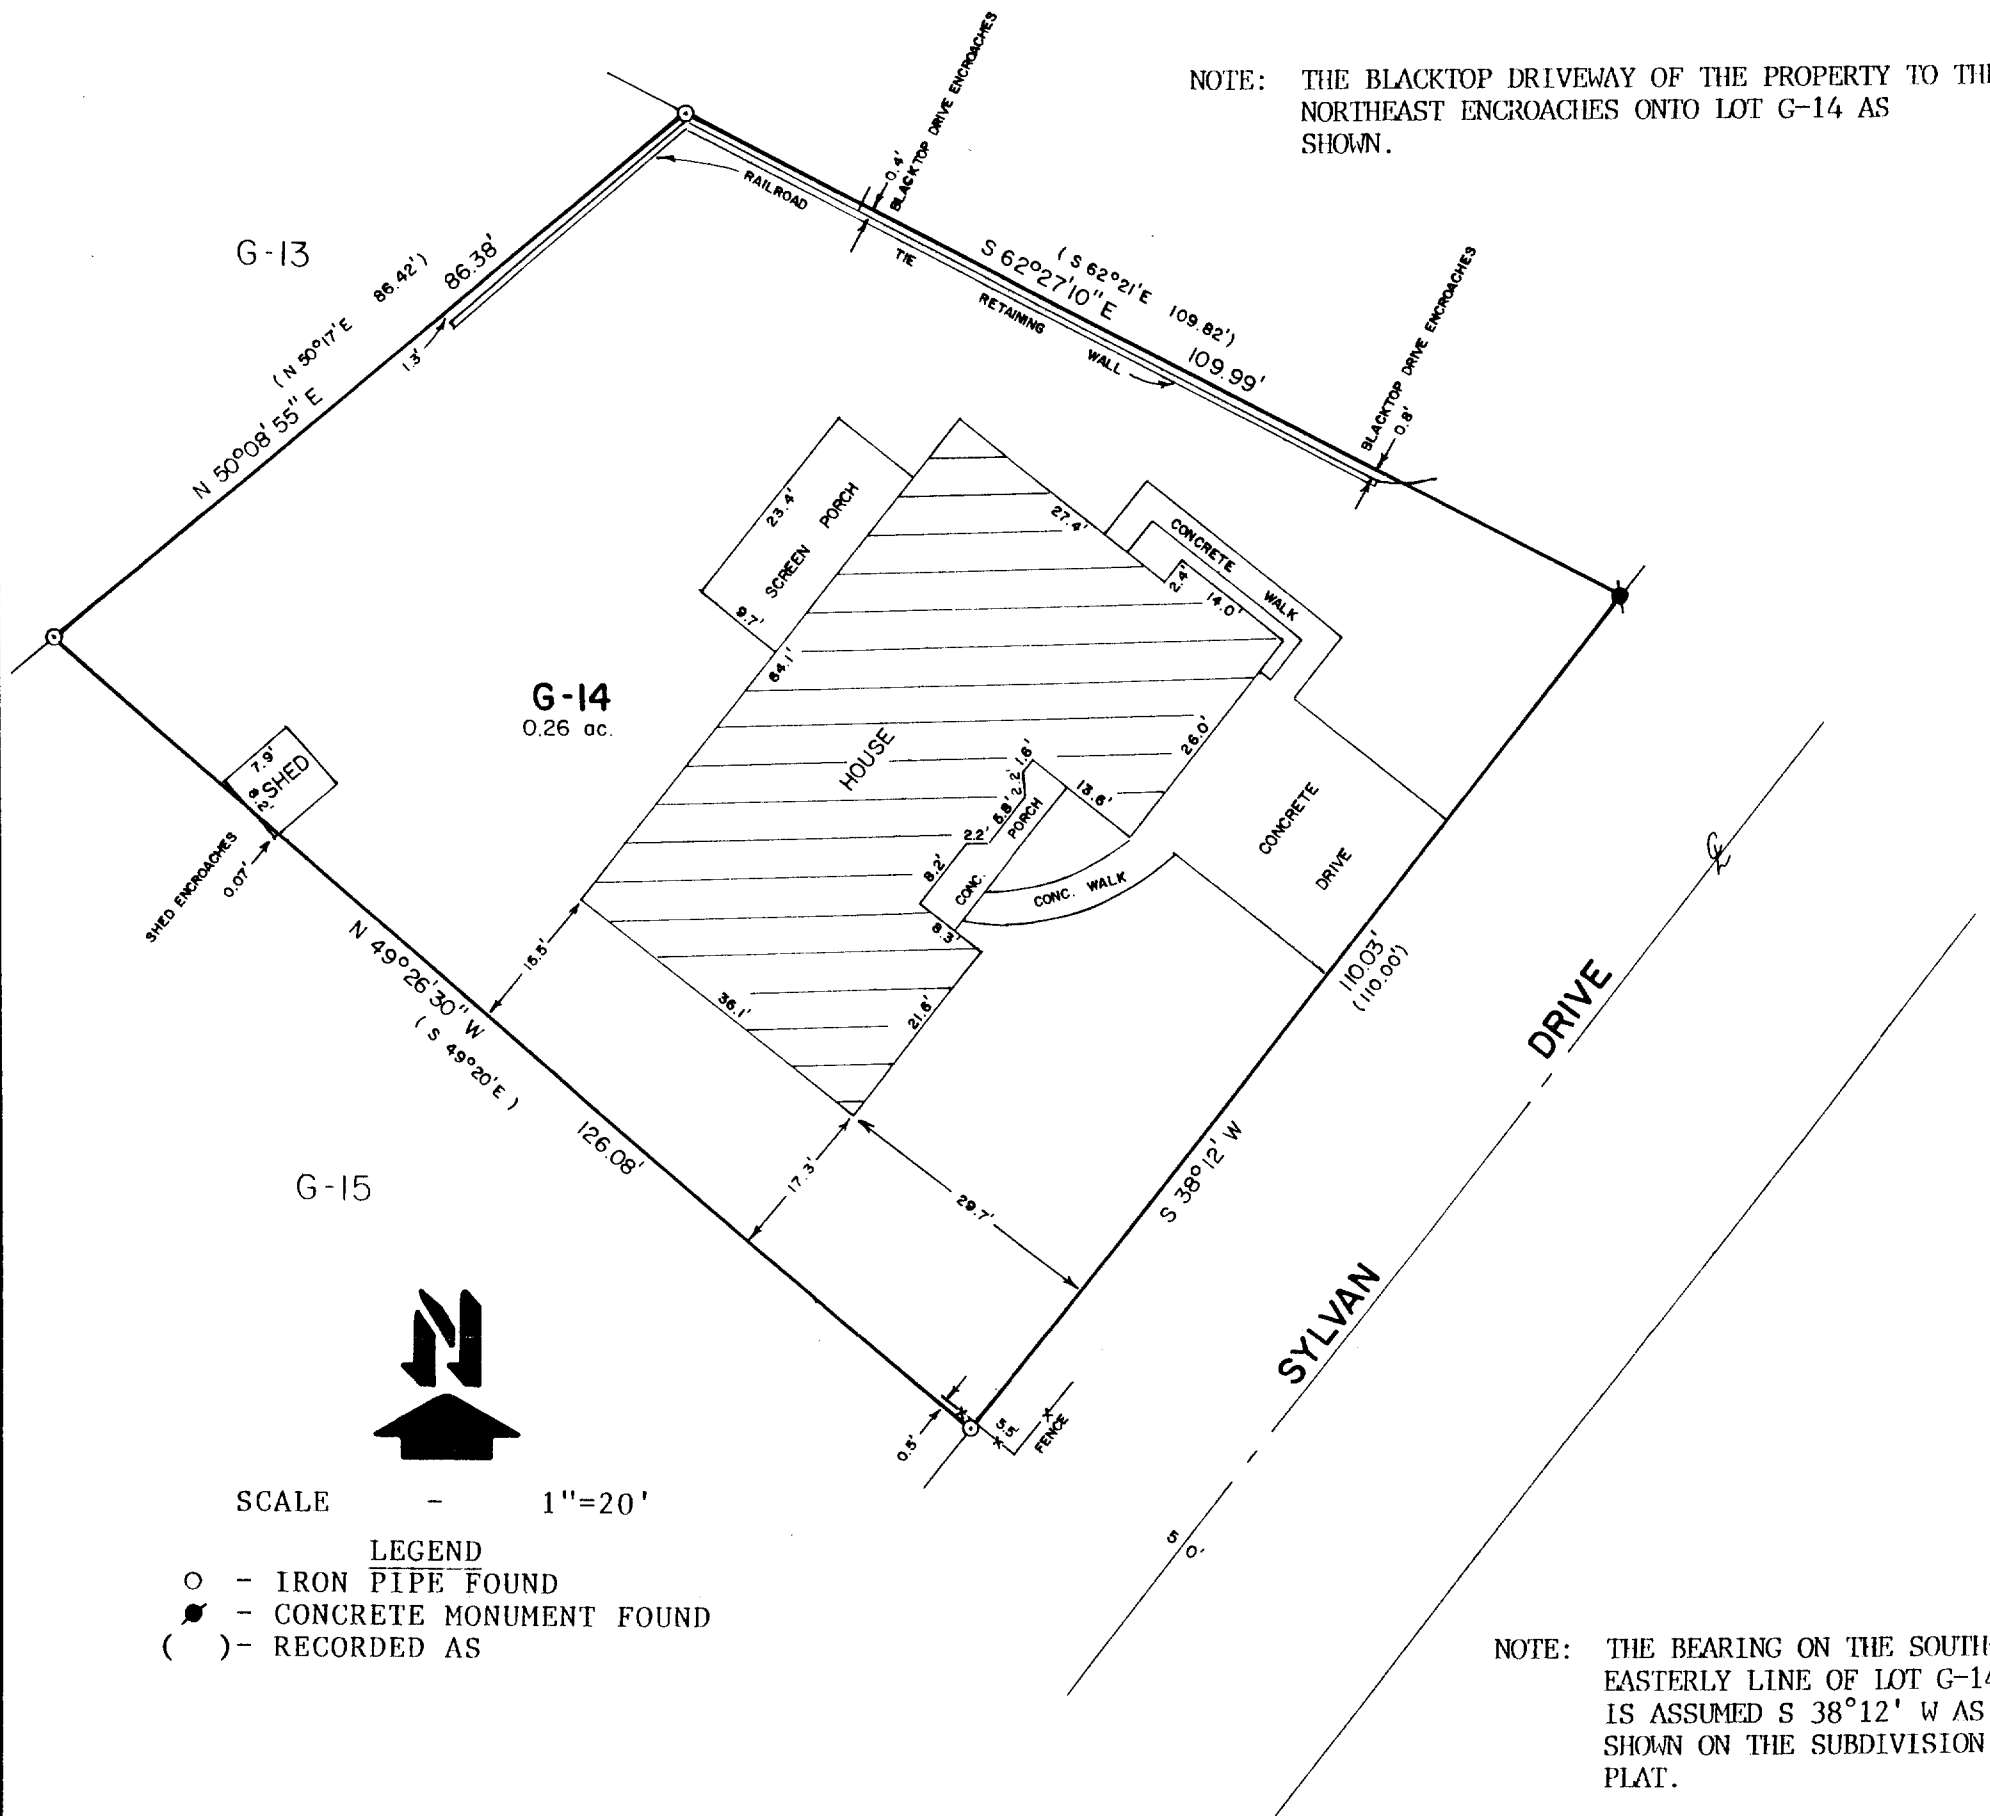 NOTE: THE BLACKTOP DRIVEWAY OF THE PROPERTY TO THE
NORTHEAST ENCROACHES ONTO LOT G-14 AS
SHOWN.
0.4'
BLACKTOP DRIVE ENCROACHES
RAILROAD
TIE
RETAINING
WALL
( S 62°21'E 109.82')
S 62°27'10" E 109.99'
BLACKTOP DRIVE ENCROACHES
0.8'
G-13
( N 50°17'E 86.42')
N 50°08'55" E 86.38'
1.3'
23.4'
SCREEN PORCH
9.7'
27.4'
CONCRETE WALK
2.4'
14.0'
64.1'
G-14
0.26 ac.
HOUSE
26.0'
1.6'
2.2'
5.8'
2.2'
8.2'
13.6'
CONC. PORCH
CONC. WALK
8.3'
CONCRETE
DRIVE
7.9'
8.2'
SHED
SHED ENCROACHES
0.07'
15.5'
36.1'
21.6'
N 49°26'30" W 126.08'
( S 49°20'E )
17.3'
29.7'
110.03'
(110.00')
S 38°12' W
SYLVAN DRIVE
50'
G-15
N
0.5'
5.5'
FENCE
SCALE - 1"=20'
LEGEND
- IRON PIPE FOUND
- CONCRETE MONUMENT FOUND
( )- RECORDED AS
NOTE: THE BEARING ON THE SOUTH-
EASTERLY LINE OF LOT G-14
IS ASSUMED S 38°12' W AS
SHOWN ON THE SUBDIVISION
PLAT.